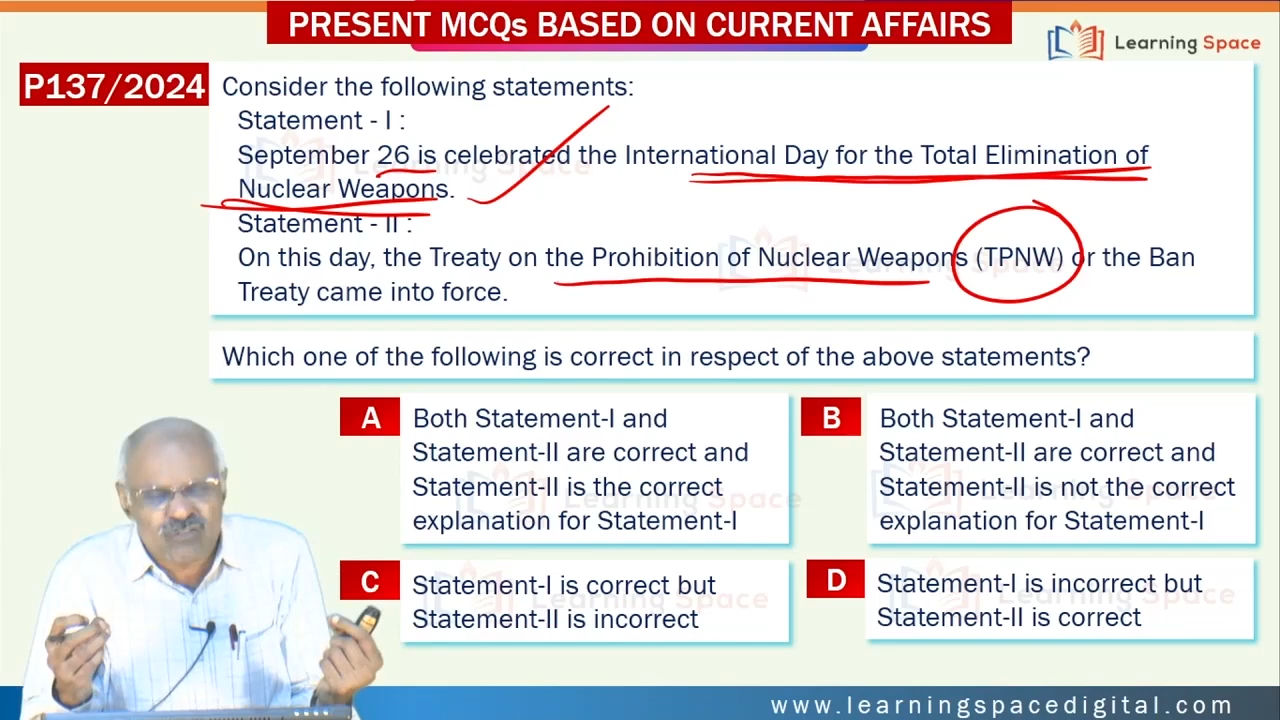 PRESENT MCQs BASED ON CURRENT AFFAIRS
Learning Space
P137/2024
Consider the following statements:
Statement - I :
September 26 is celebrated the International Day for the Total Elimination of
Nuclear Weapons.
Statement - II :
On this day, the Treaty on the Prohibition of Nuclear Weapons (TPNW) or the Ban
Treaty came into force.
Which one of the following is correct in respect of the above statements?
A
Both Statement-I and
Statement-II are correct and
Statement-II is the correct
explanation for Statement-I
B
Both Statement-I and
Statement-II are correct and
Statement-II is not the correct
explanation for Statement-I
C
Statement-I is correct but
Statement-II is incorrect
D
Statement-I is incorrect but
Statement-II is correct
www.learningspacedigital.com